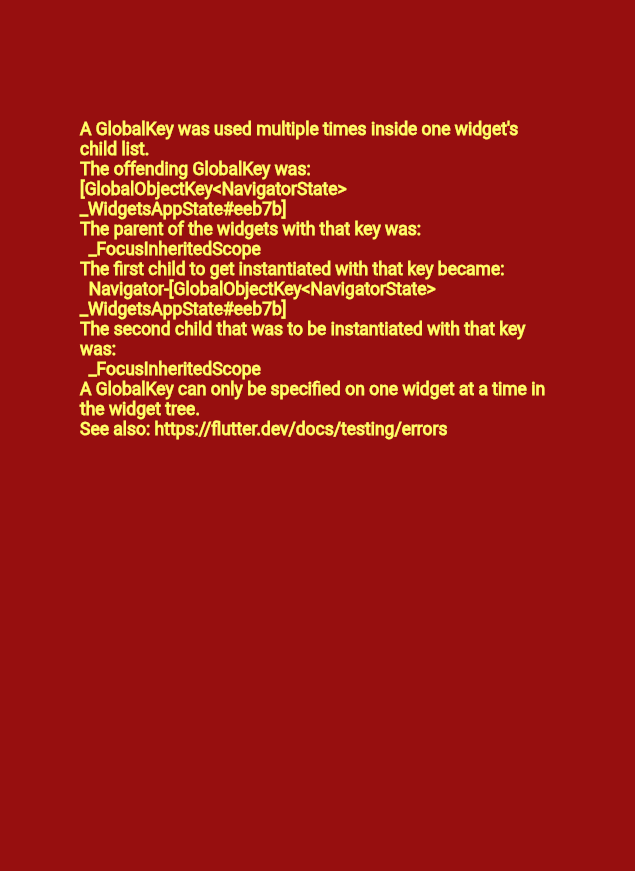 A GlobalKey was used multiple times inside one widget's
child list.
The offending GlobalKey was:
[GlobalObjectKey<NavigatorState>
_WidgetsAppState#eeb7b]
The parent of the widgets with that key was:
  _FocusInheritedScope
The first child to get instantiated with that key became:
  Navigator-[GlobalObjectKey<NavigatorState>
_WidgetsAppState#eeb7b]
The second child that was to be instantiated with that key
was:
  _FocusInheritedScope
A GlobalKey can only be specified on one widget at a time in
the widget tree.
See also: https://flutter.dev/docs/testing/errors